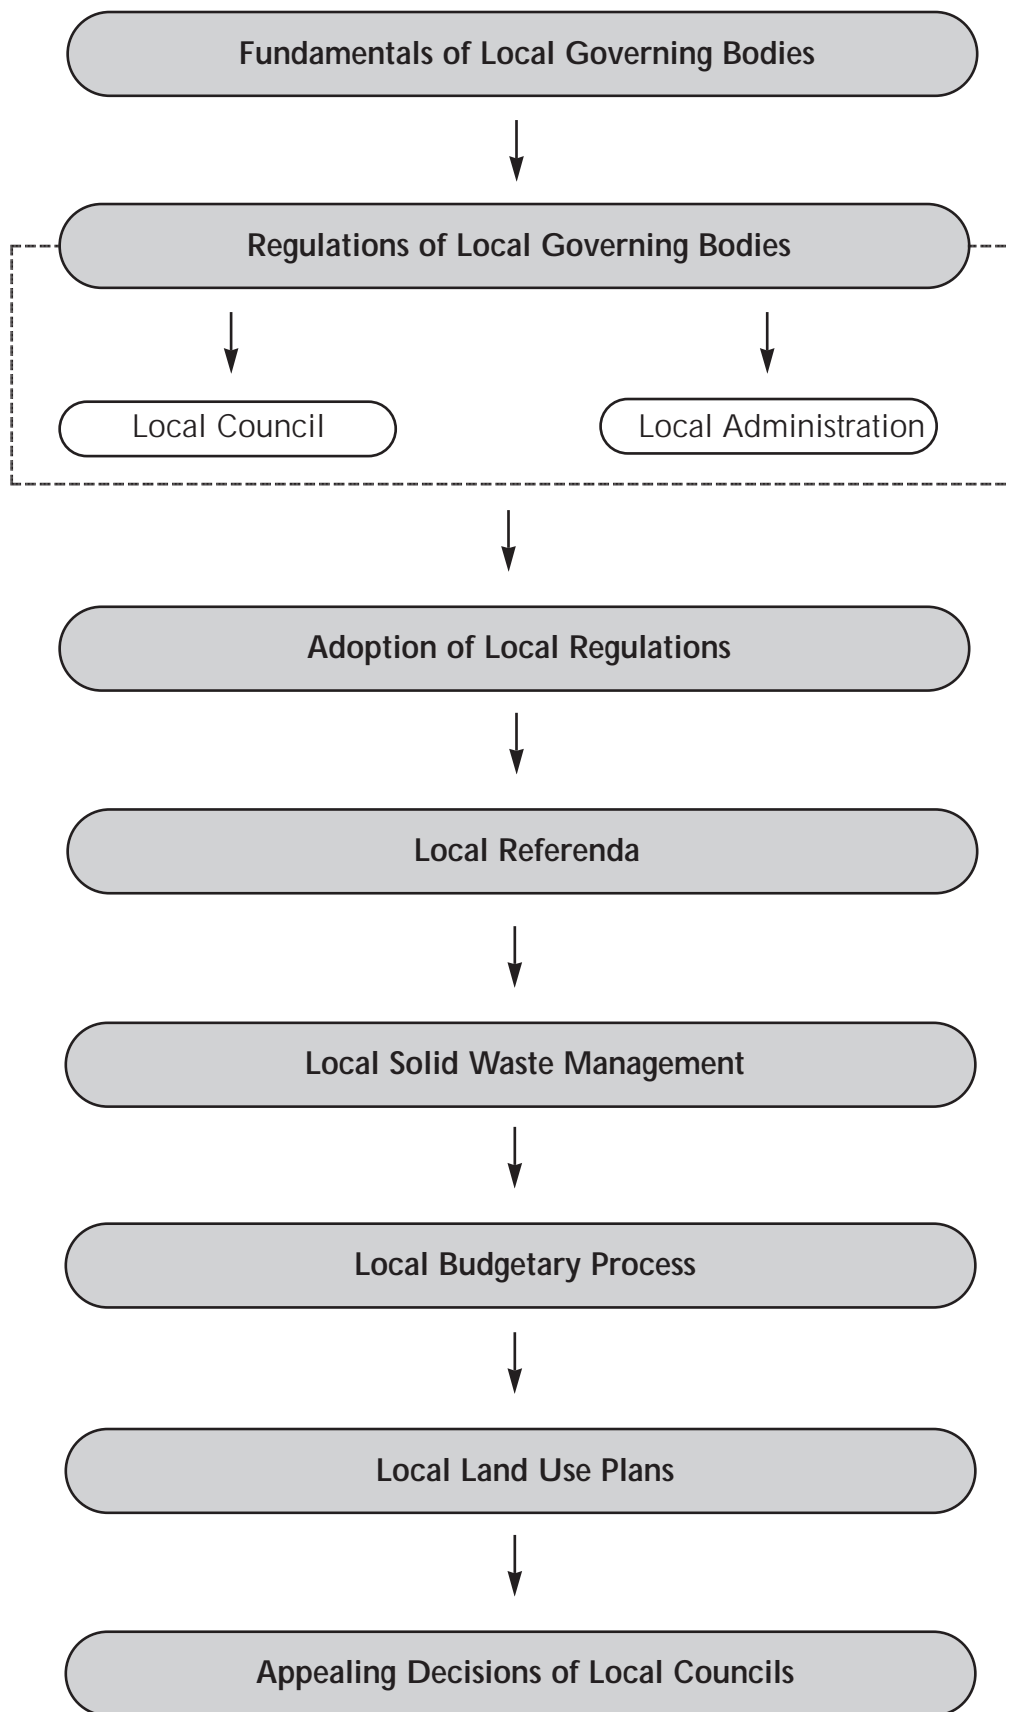 Fundamentals of Local Governing Bodies
Regulations of Local Governing Bodies
Local Council
Local Administration
Adoption of Local Regulations
Local Referenda
Local Solid Waste Management
Local Budgetary Process
Local Land Use Plans
Appealing Decisions of Local Councils